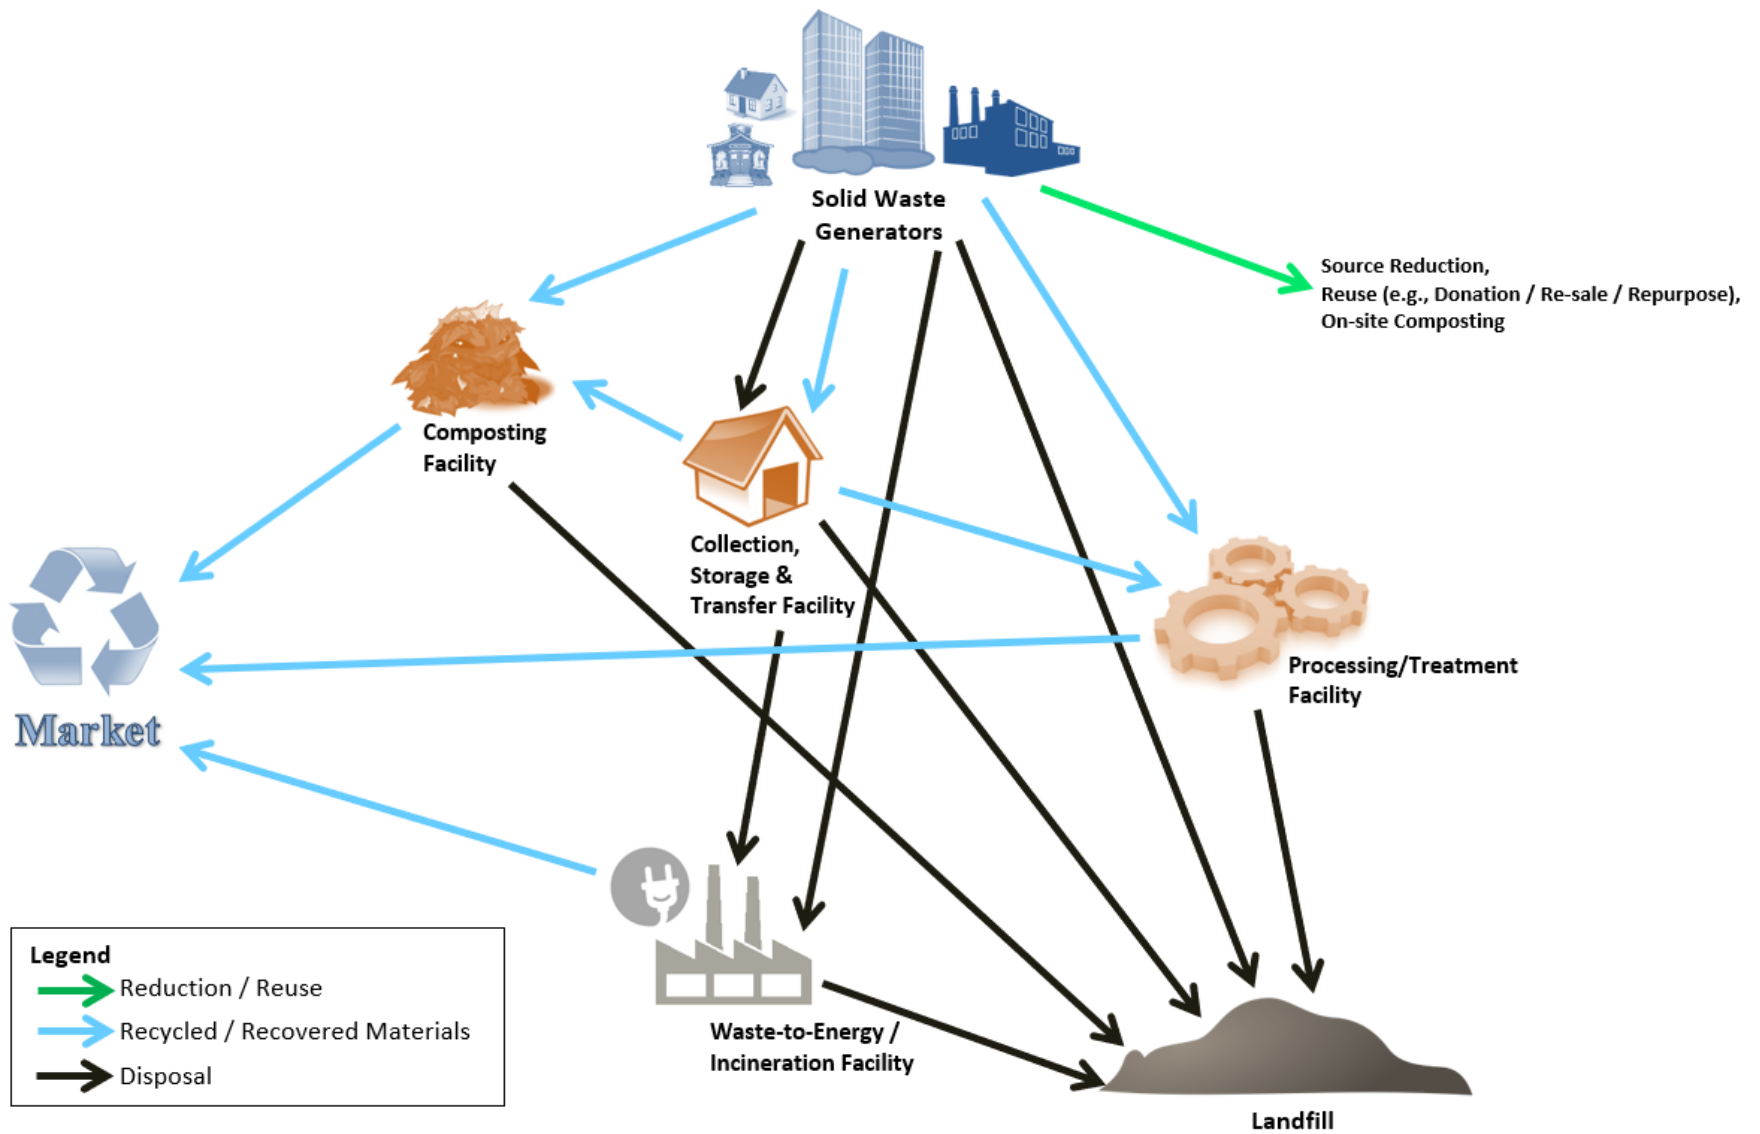 Solid Waste
Generators
Source Reduction,
Reuse (e.g., Donation / Re-sale / Repurpose),
On-site Composting
Composting
Facility
Collection,
Storage &
Transfer Facility
Processing/Treatment
Facility
Market
Waste-to-Energy /
Incineration Facility
Landfill
Legend
Reduction / Reuse
Recycled / Recovered Materials
Disposal